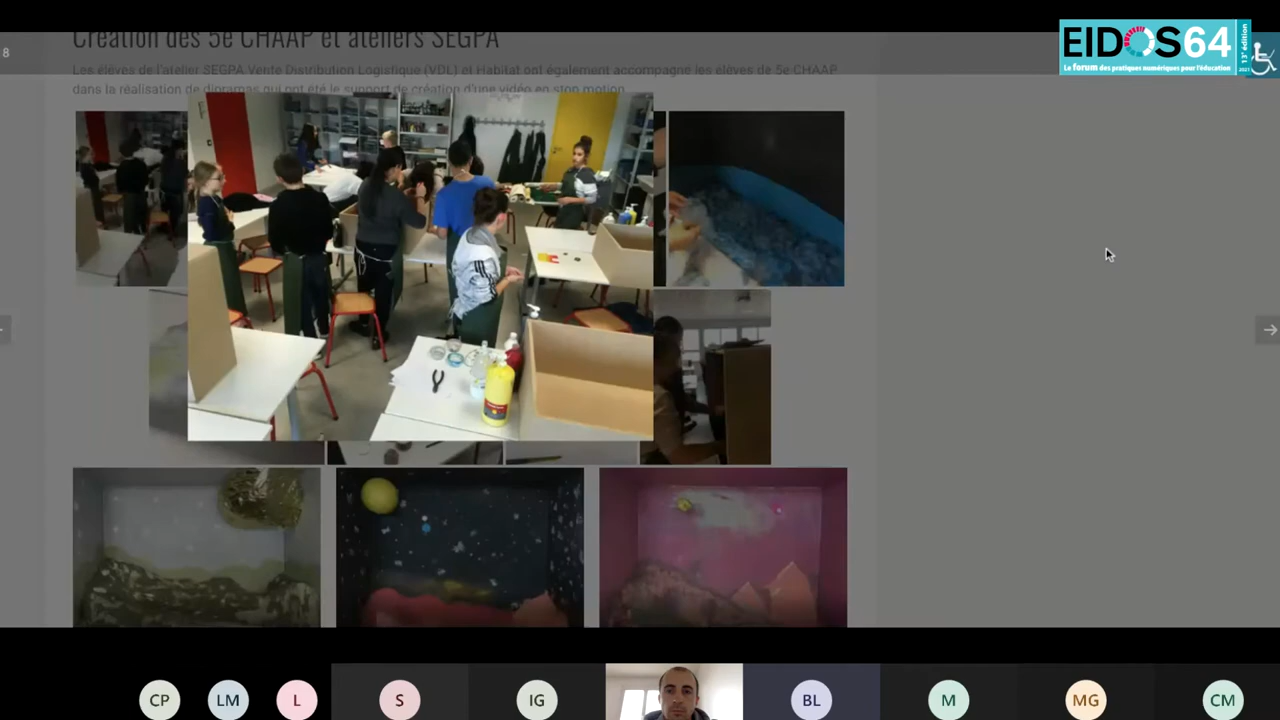 Création des 5e CHAAP et ateliers SEGPA
EIDOS64
13e édition
2021
Le forum des pratiques numériques pour l'éducation
8
Les élèves de l'atelier SEGPA Vente Distribution Logistique (VDL) et Habitat ont également accompagné les élèves de 5e CHAAP
dans la réalisation de dioramas qui ont été le support de création d'une vidéo en stop motion.
CP
LM
L
S
IG
BL
M
MG
CM